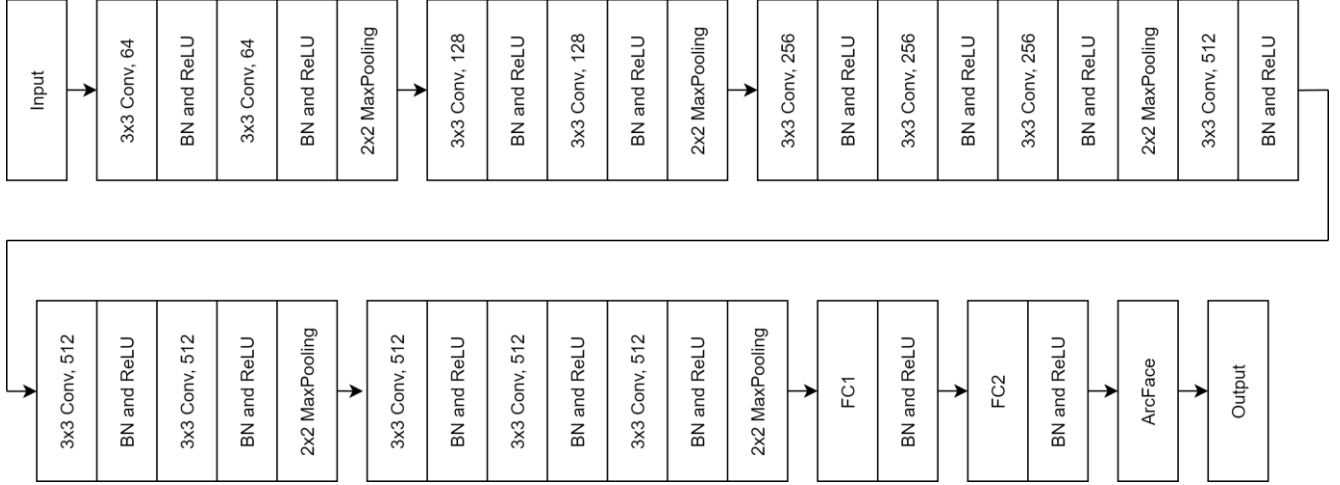 Input
3x3 Conv, 64
BN and ReLU
3x3 Conv, 64
BN and ReLU
2x2 MaxPooling
3x3 Conv, 128
BN and ReLU
3x3 Conv, 128
BN and ReLU
2x2 MaxPooling
3x3 Conv, 256
BN and ReLU
3x3 Conv, 256
BN and ReLU
3x3 Conv, 256
BN and ReLU
2x2 MaxPooling
3x3 Conv, 512
BN and ReLU
3x3 Conv, 512
BN and ReLU
3x3 Conv, 512
BN and ReLU
2x2 MaxPooling
3x3 Conv, 512
BN and ReLU
3x3 Conv, 512
BN and ReLU
3x3 Conv, 512
BN and ReLU
2x2 MaxPooling
FC1
BN and ReLU
FC2
BN and ReLU
ArcFace
Output